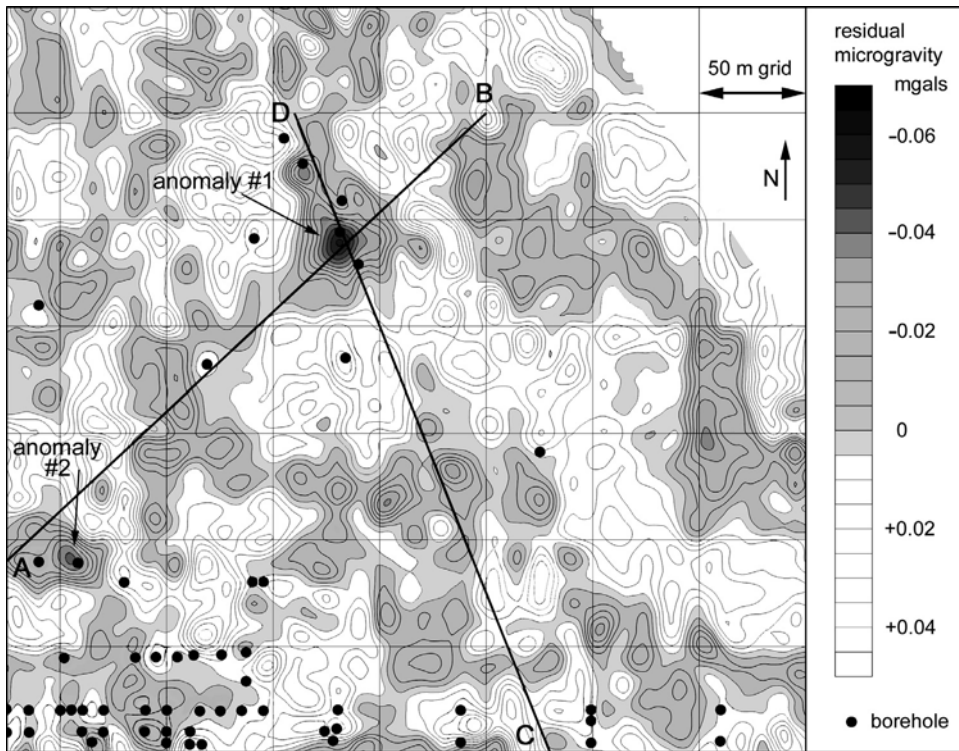 residual
microgravity
mgals
50 m grid
B
D
-0.06
N
anomaly #1
-0.04
-0.02
0
anomaly
#2
+0.02
A
+0.04
C
borehole